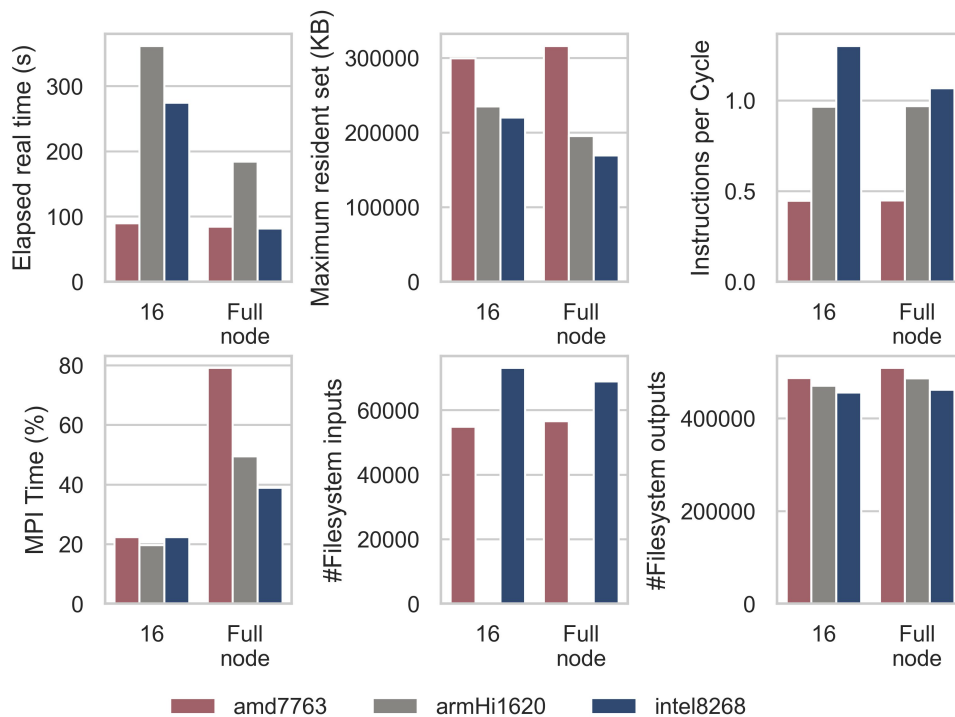 Elapsed real time (s)
300
200
100
0
16
Full
node
Maximum resident set (KB)
300000
200000
100000
0
16
Full
node
Instructions per Cycle
1.0
0.5
0.0
16
Full
node
MPI Time (%)
80
60
40
20
0
16
Full
node
#Filesystem inputs
60000
40000
20000
0
16
Full
node
#Filesystem outputs
400000
200000
0
16
Full
node
amd7763
armHi1620
intel8268